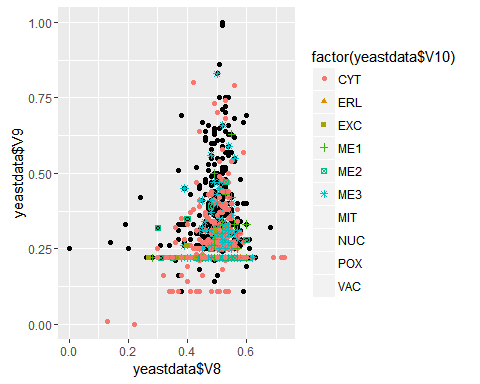 1.00
0.75
0.50
0.25
0.00
yeastdata$V9
0.0
0.2
0.4
0.6
yeastdata$V8
factor(yeastdata$V10)
CYT
ERL
EXC
ME1
ME2
ME3
MIT
NUC
POX
VAC